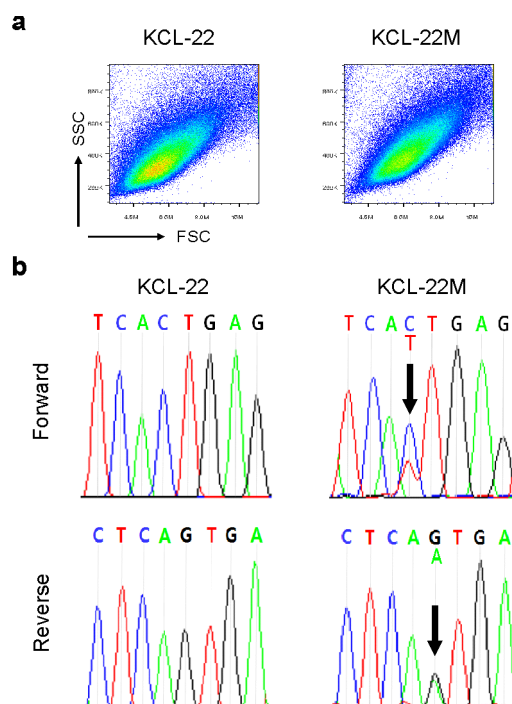 a
KCL-22 KCL-22M
SSC
FSC
b
KCL-22 KCL-22M
Forward
T C A C T G A G
T C A C T G A G
T
Reverse
C T C A G T G A
C T C A G T G A
A